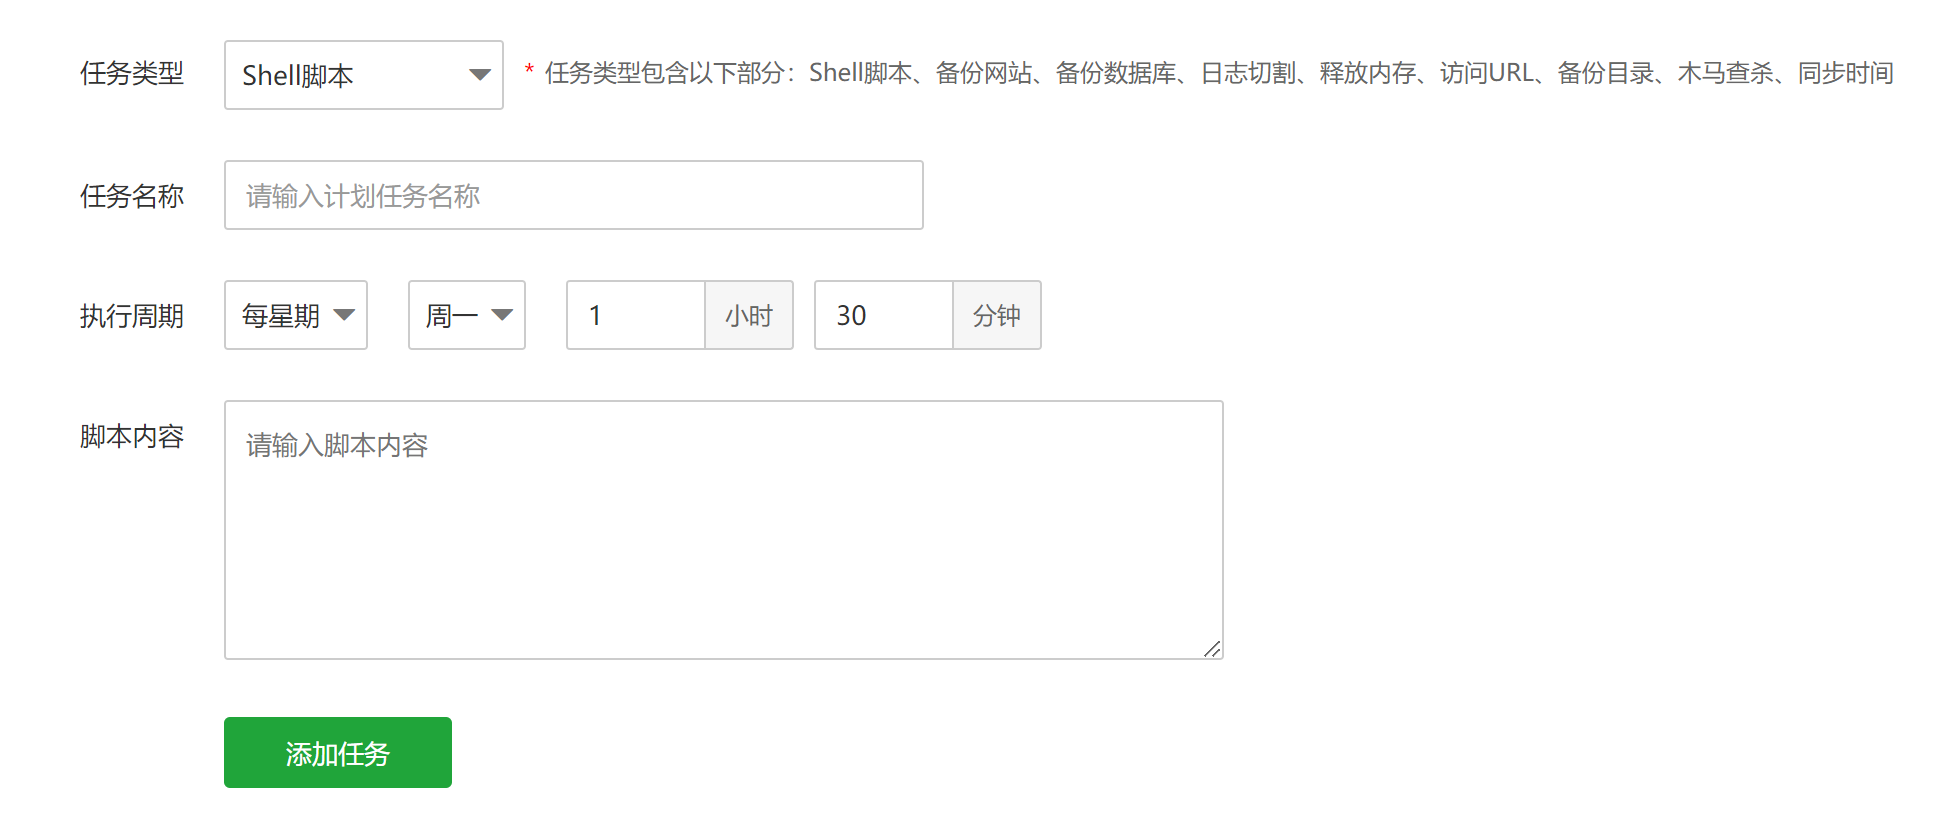 任务类型 Shell脚本 * 任务类型包含以下部分：Shell脚本、备份网站、备份数据库、日志切割、释放内存、访问URL、备份目录、木马查杀、同步时间
任务名称 请输入计划任务名称
执行周期 每星期 周一 1 小时 30 分钟
脚本内容 请输入脚本内容
添加任务